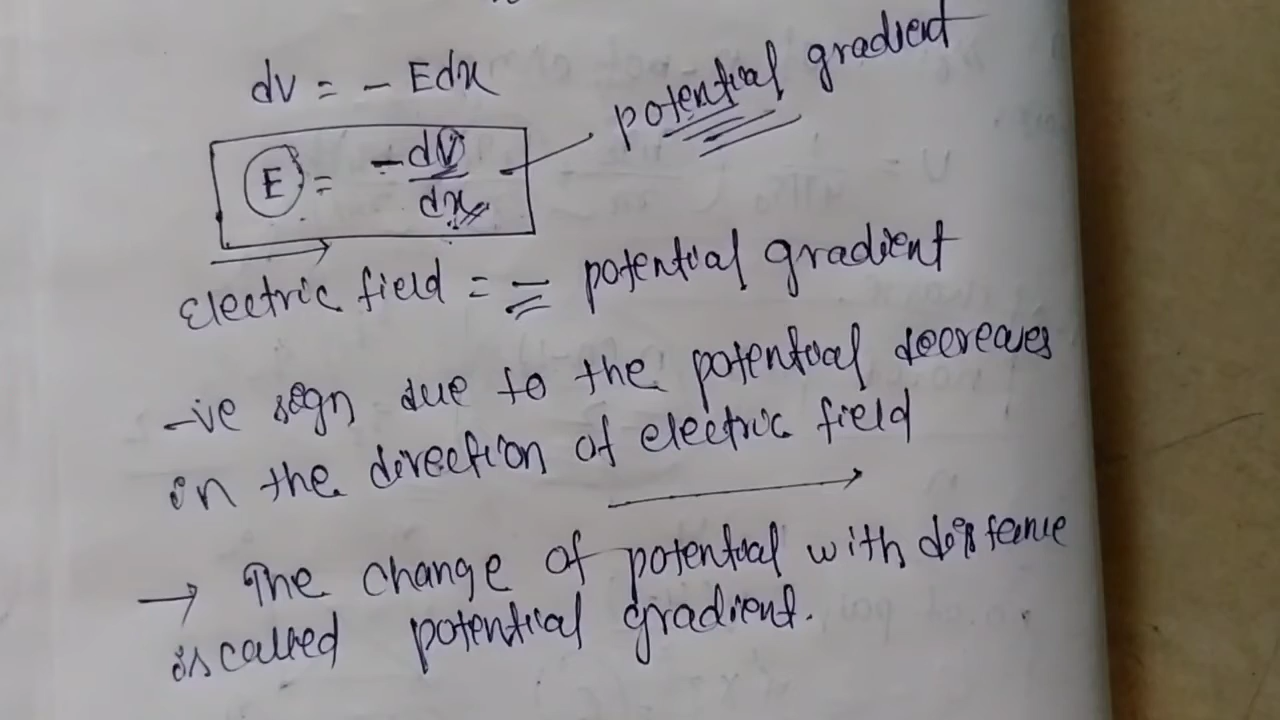 dv = - Edx
potential gradient
E = -dV/dx
Electric field = - potential gradient
-ive sign due to the potential decreases
in the direction of electric field
→ The change of potential with distance
is called potential gradient.